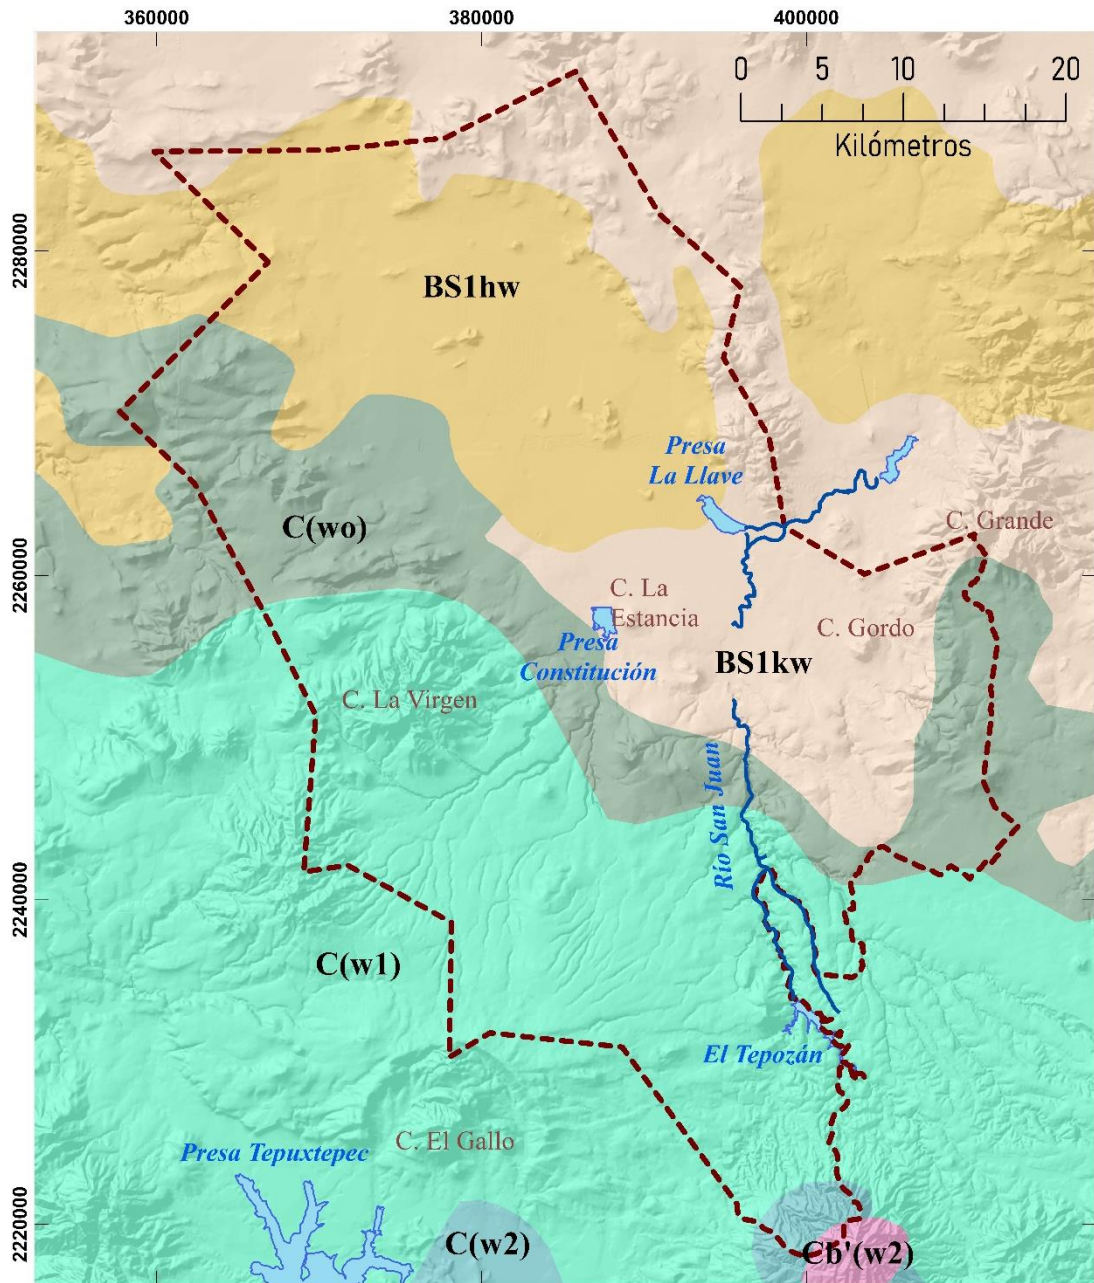 360000
380000
400000
0
5
10
20
Kilómetros
2280000
BS1hw
Presa
La Llave
C. Grande
C(wo)
2260000
C. La
Estancia
C. Gordo
Presa
Constitución
BS1kw
C. La Virgen
Río San Juan
2240000
C(w1)
El Tepozán
C. El Gallo
Presa Tepuxtepec
2220000
C(w2)
Cb'(w2)